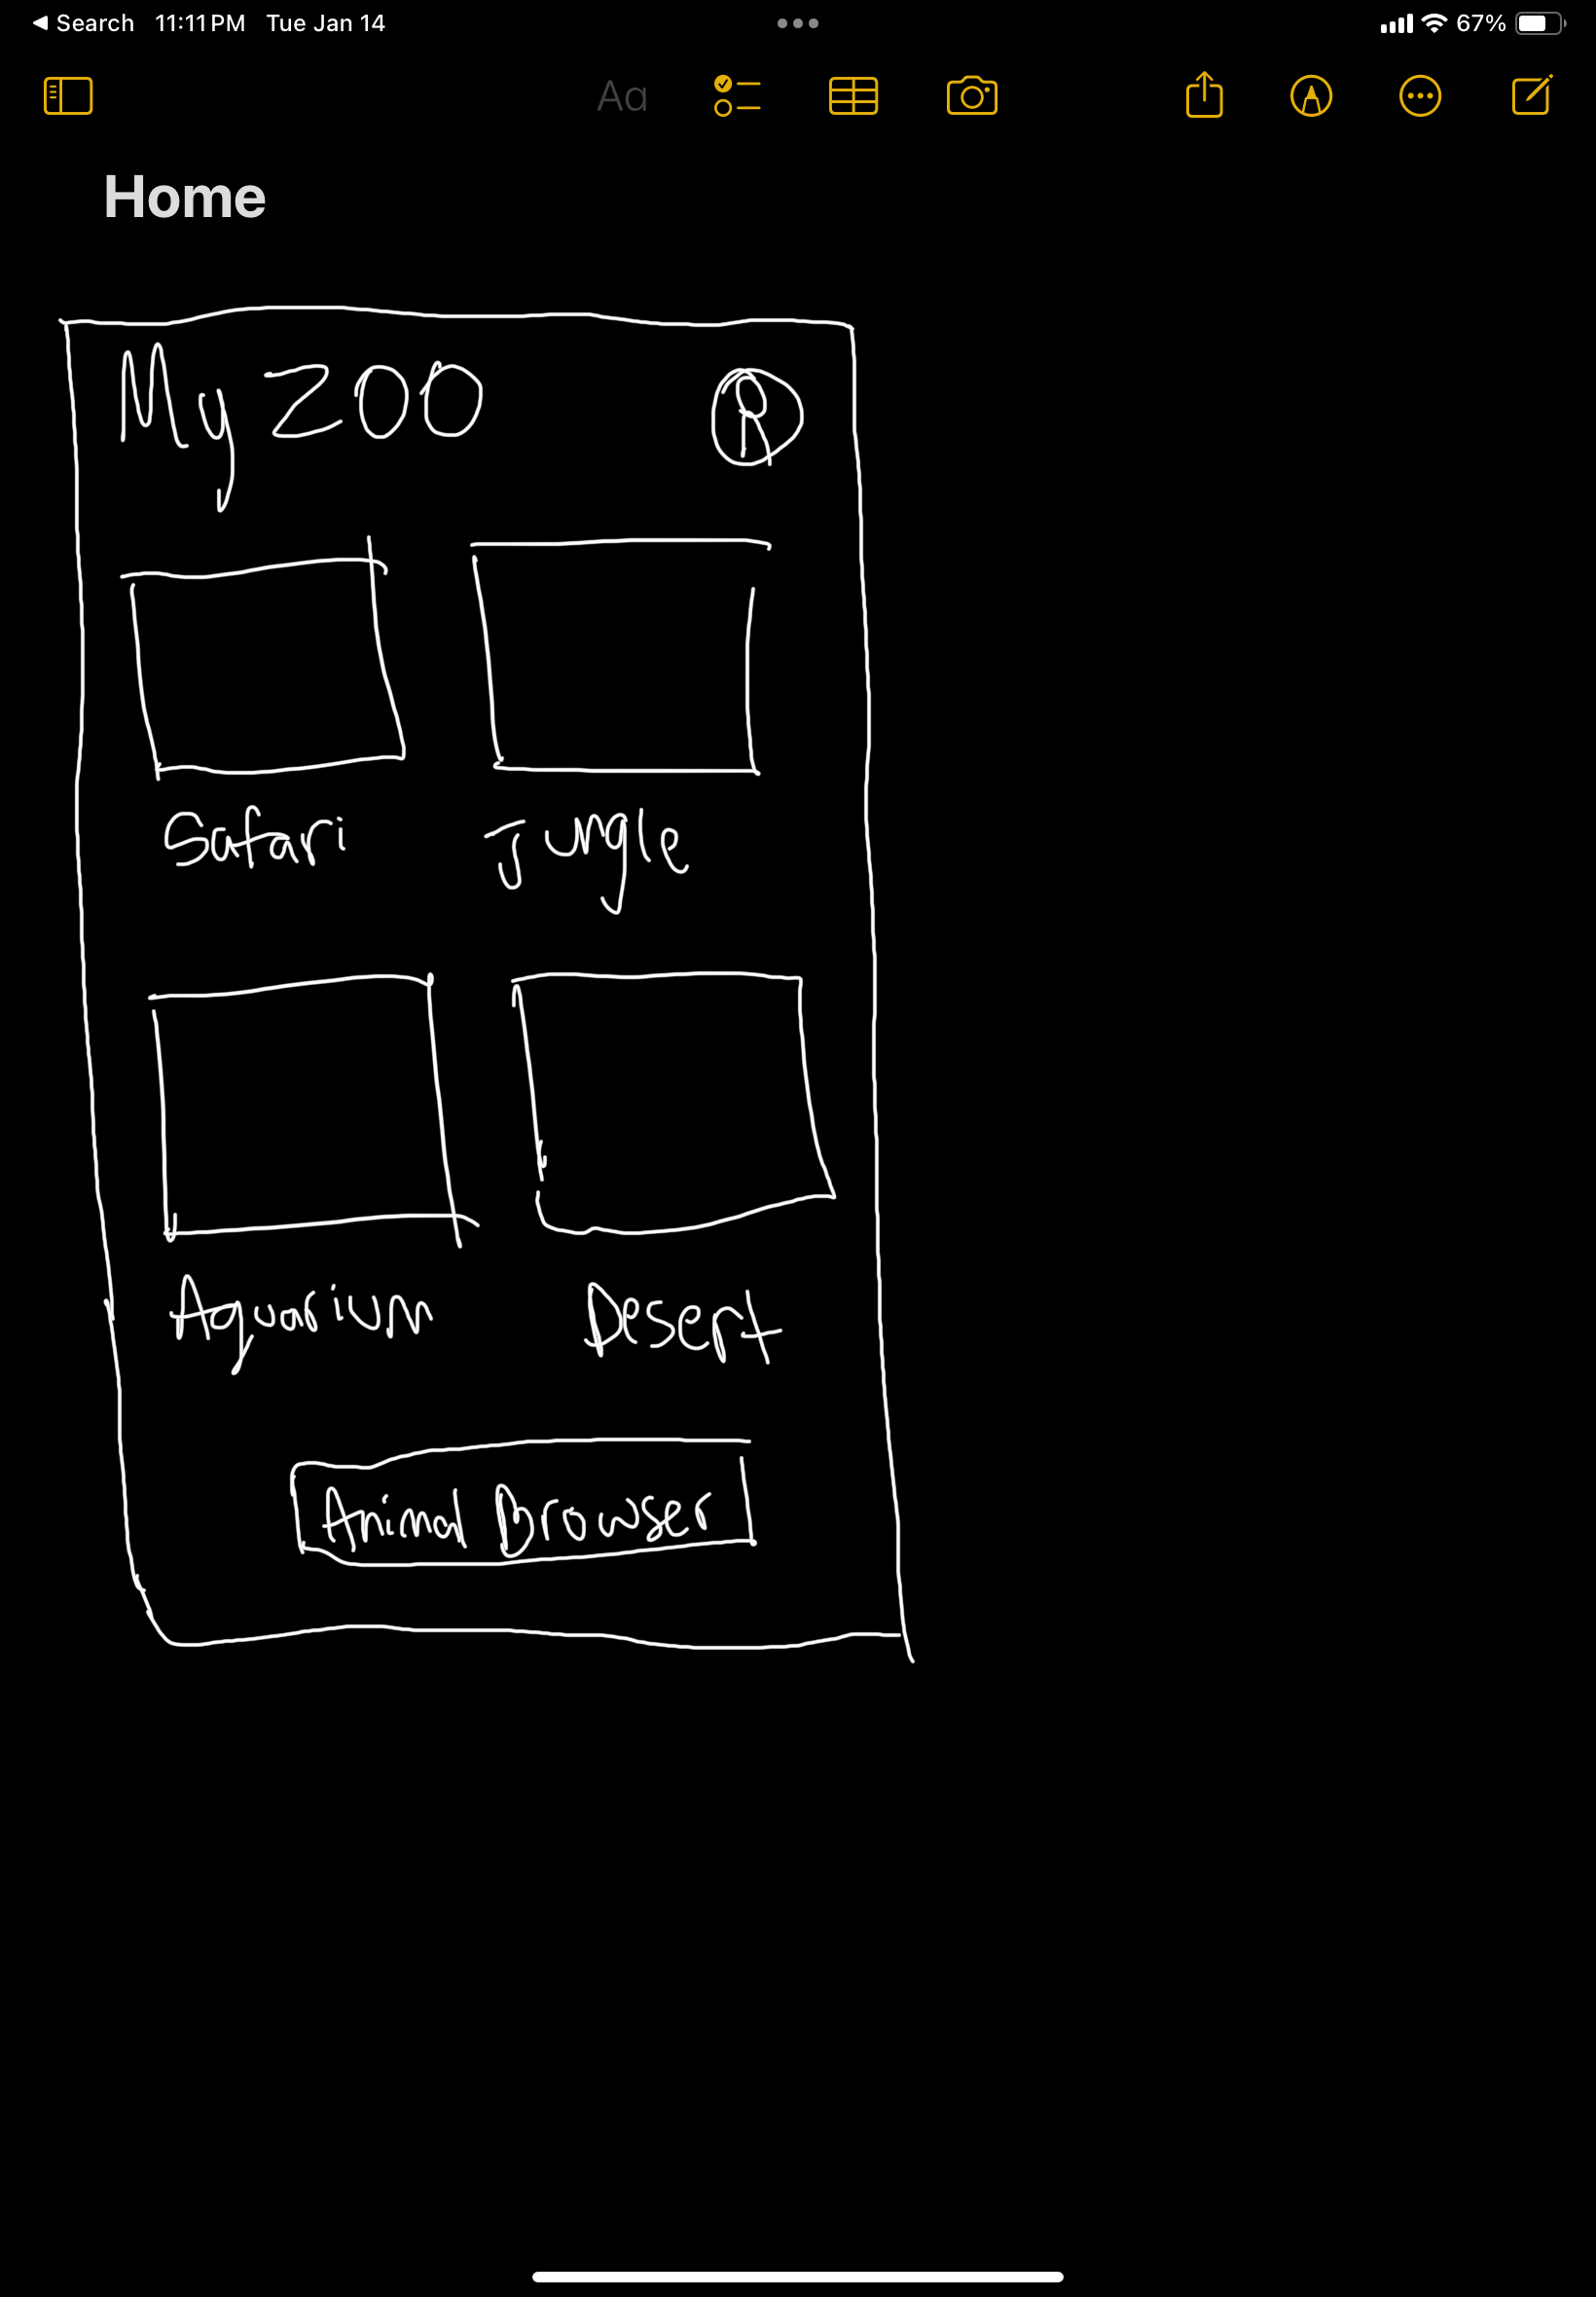 Search 11:11 PM Tue Jan 14 67%
Aa
Home
My ZOO R
Safari Jungle
Aquarium Desert
Animal Browser